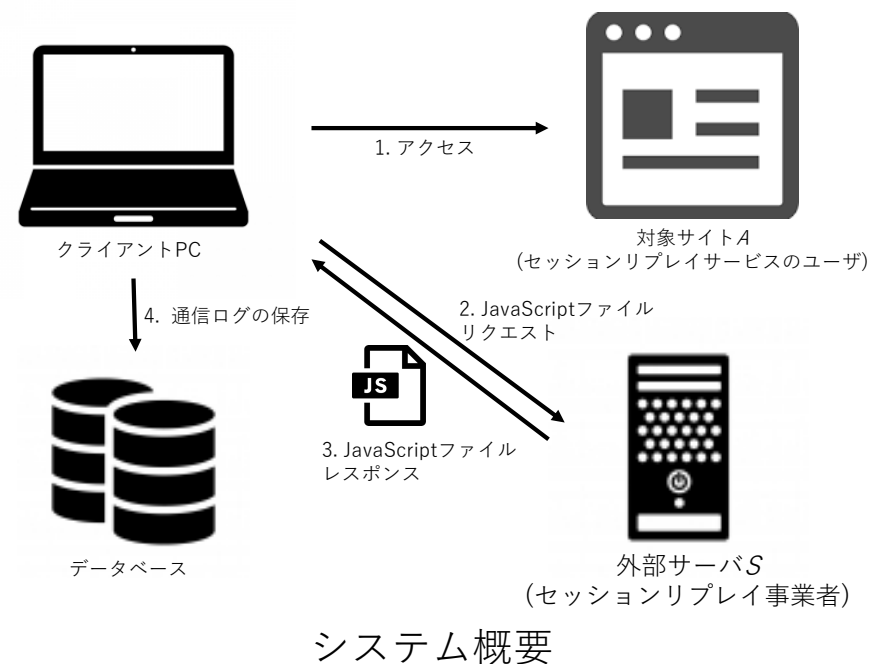 1. アクセス
クライアントPC
対象サイトA
(セッションリプレイサービスのユーザ)
4. 通信ログの保存
2. JavaScriptファイル
リクエスト
JS
3. JavaScriptファイル
レスポンス
データベース
外部サーバS
(セッションリプレイ事業者)
システム概要